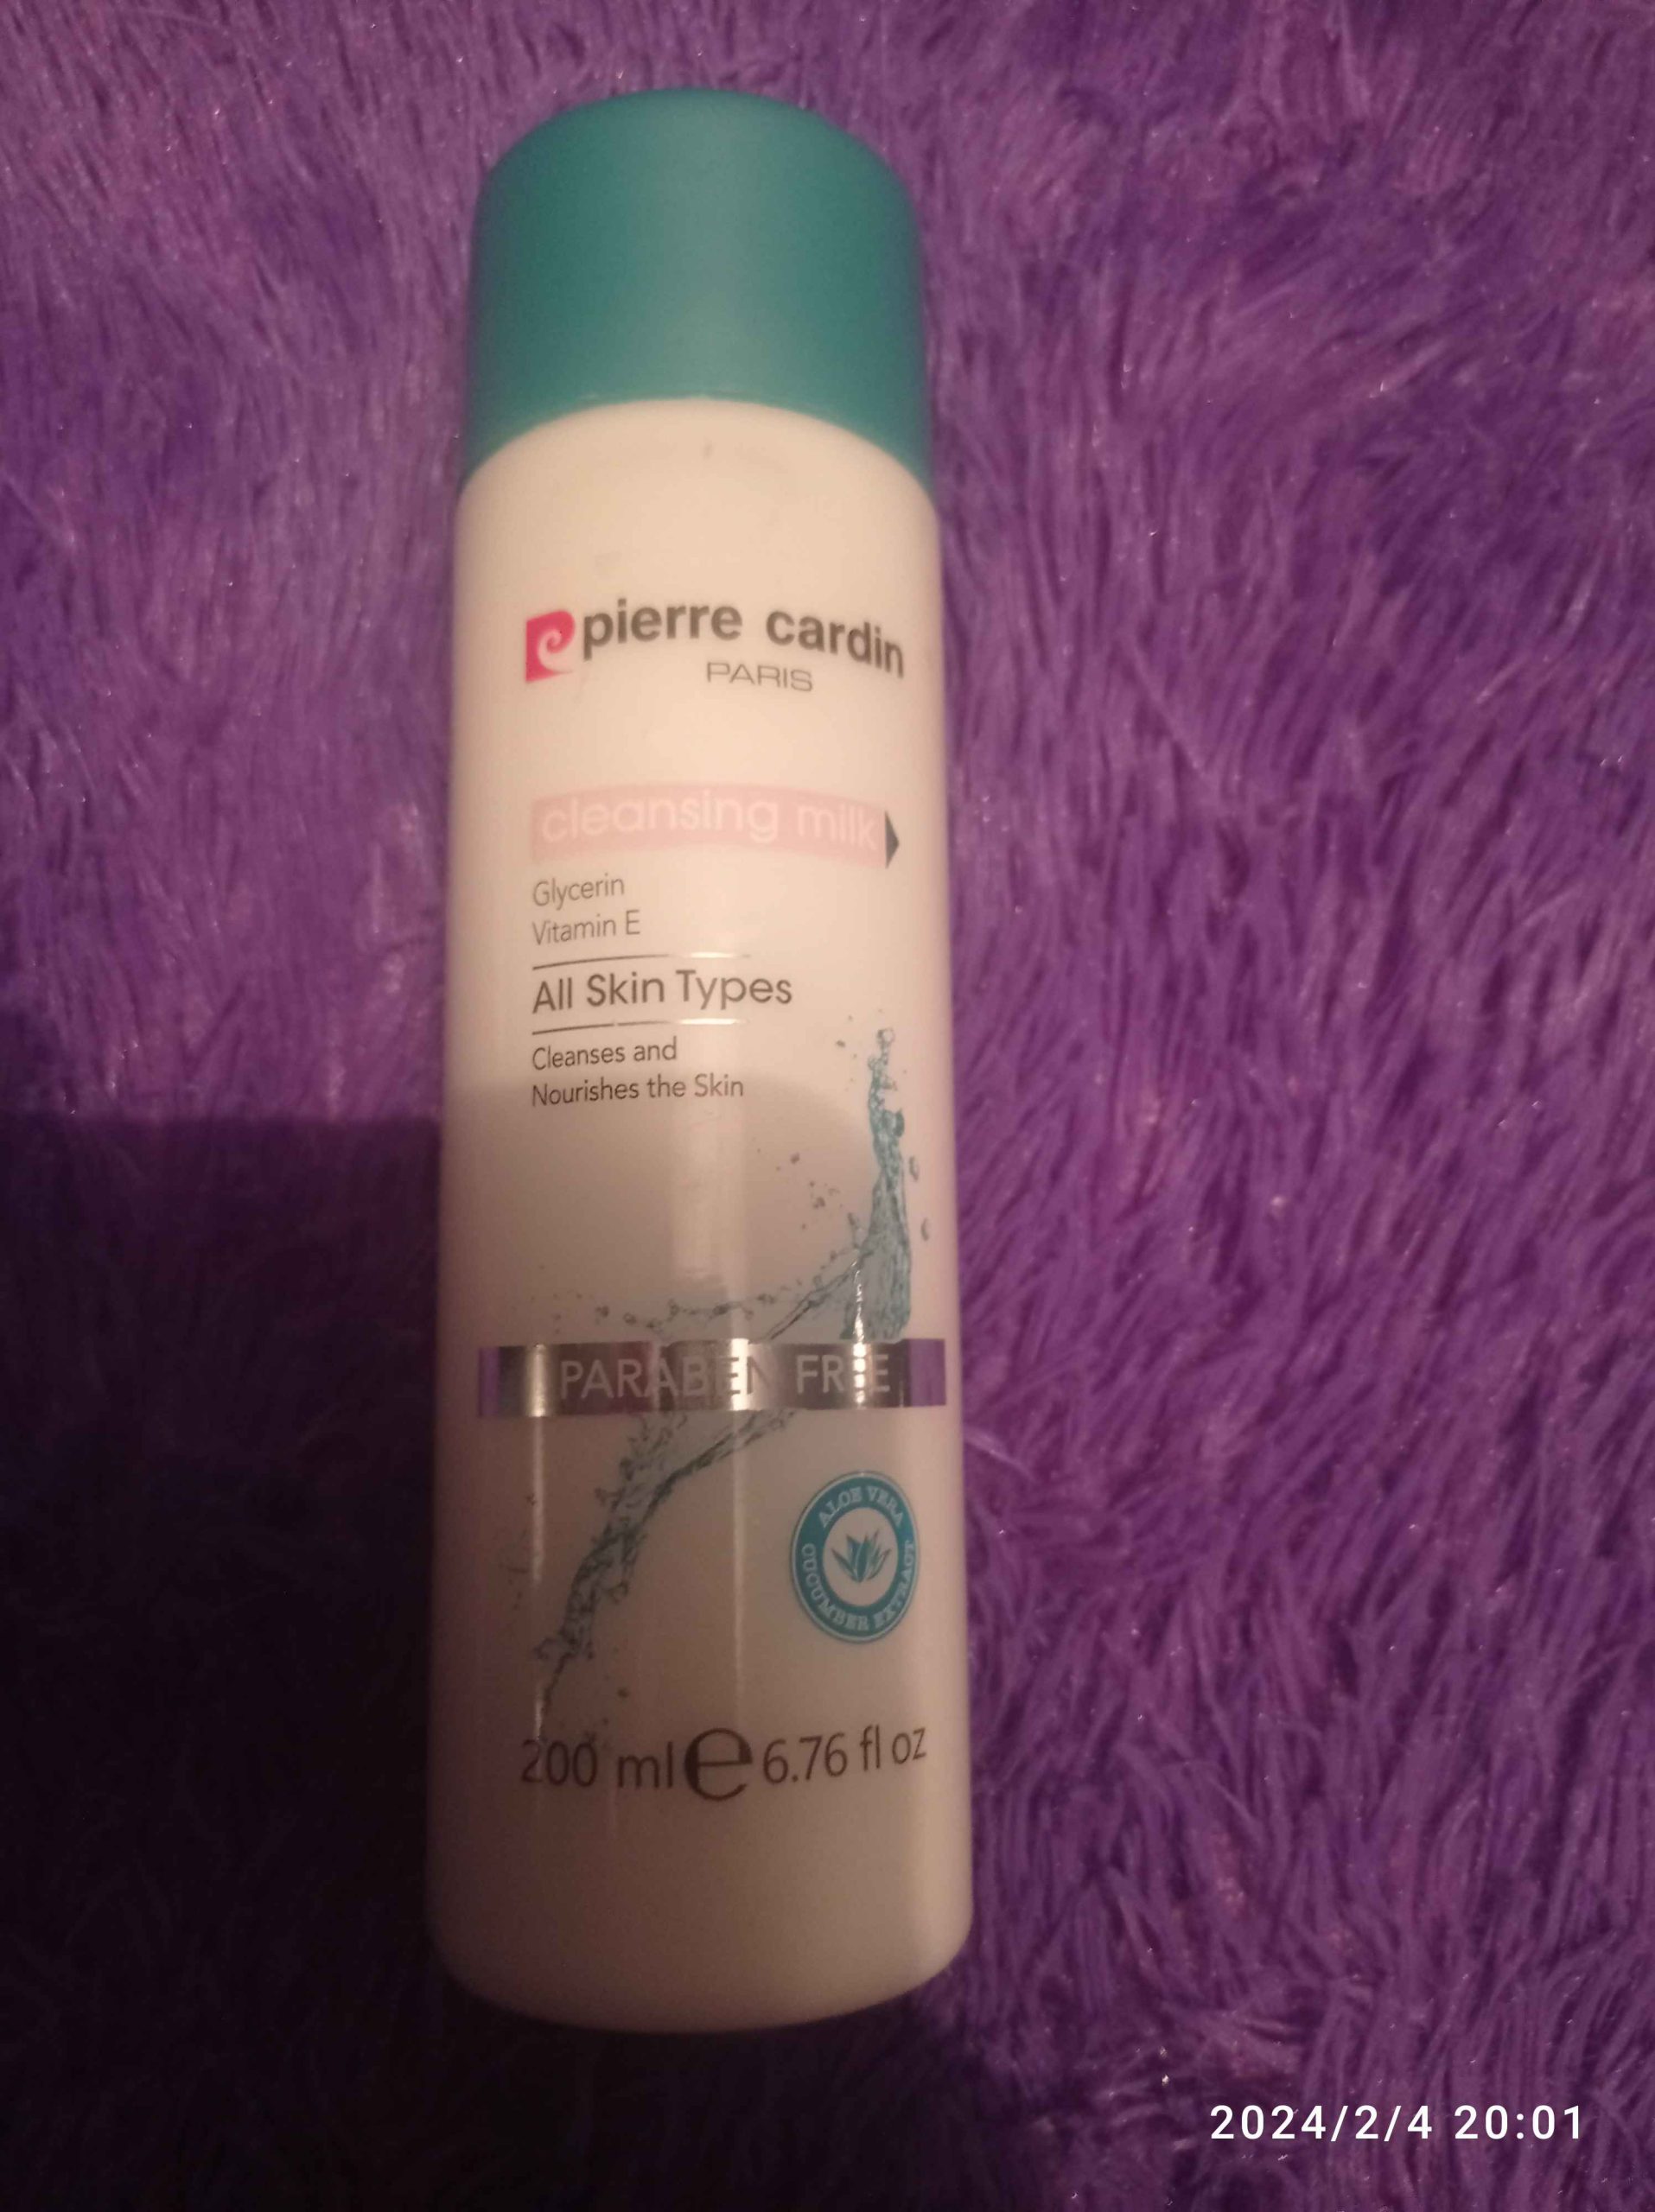 pierre cardin
PARIS
cleansing milk
Glycerin
Vitamin E
All Skin Types
Cleanses and
Nourishes the Skin
PARABEN FREE
ALOE VERA
CUCUMBER EXTRACT
200 ml e 6.76 fl oz
2024/2/4 20:01